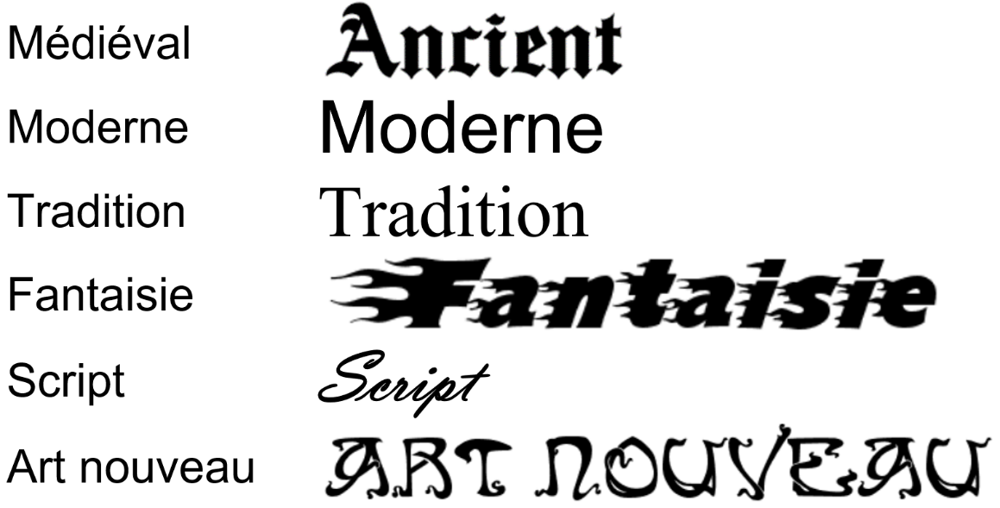 Médiéval Ancient
Moderne Moderne
Tradition Tradition
Fantaisie Fantaisie
Script Script
Art nouveau ART NOUVEAU